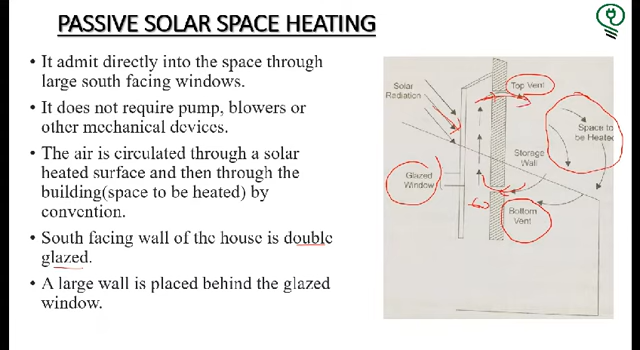 PASSIVE SOLAR SPACE HEATING
• It admit directly into the space through
large south facing windows.
• It does not require pump, blowers or
other mechanical devices.
• The air is circulated through a solar
heated surface and then through the
building(space to be heated) by
convention.
• South facing wall of the house is double
glazed.
• A large wall is placed behind the glazed
window.
Solar
Radiation
Top Vent
Space to
be Heated
Storage
Wall
Glazed
Window
Bottom
Vent